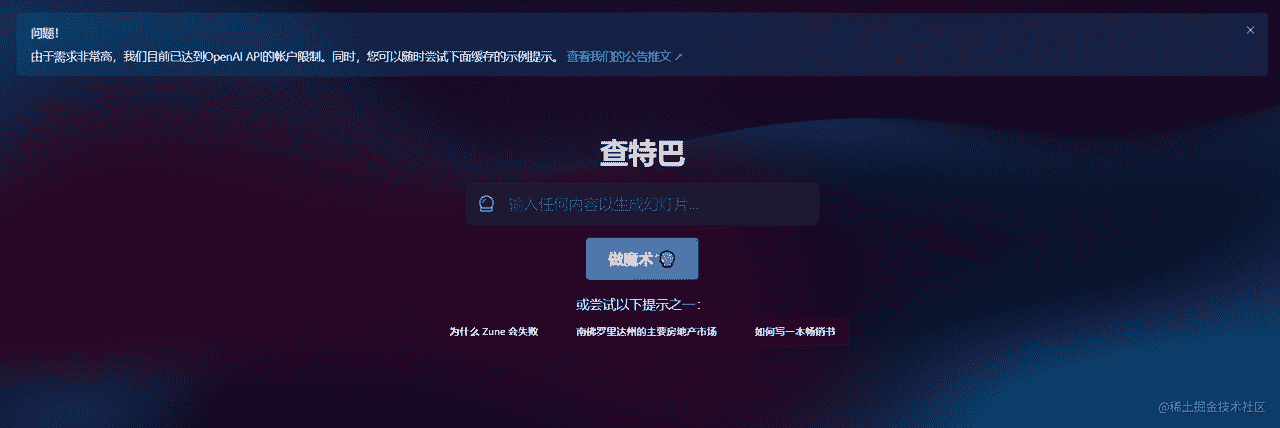 问题!
由于需求非常高，我们目前已达到OpenAI API的帐户限制。同时，您可以随时尝试下面缓存的示例提示。 查看我们的公告推文 ↗
查特巴
输入任何内容以生成幻灯片...
做魔术
或尝试以下提示之一：
为什么 Zune 会失败 南佛罗里达州的主要房地产市场 如何写一本畅销书
@稀土掘金技术社区